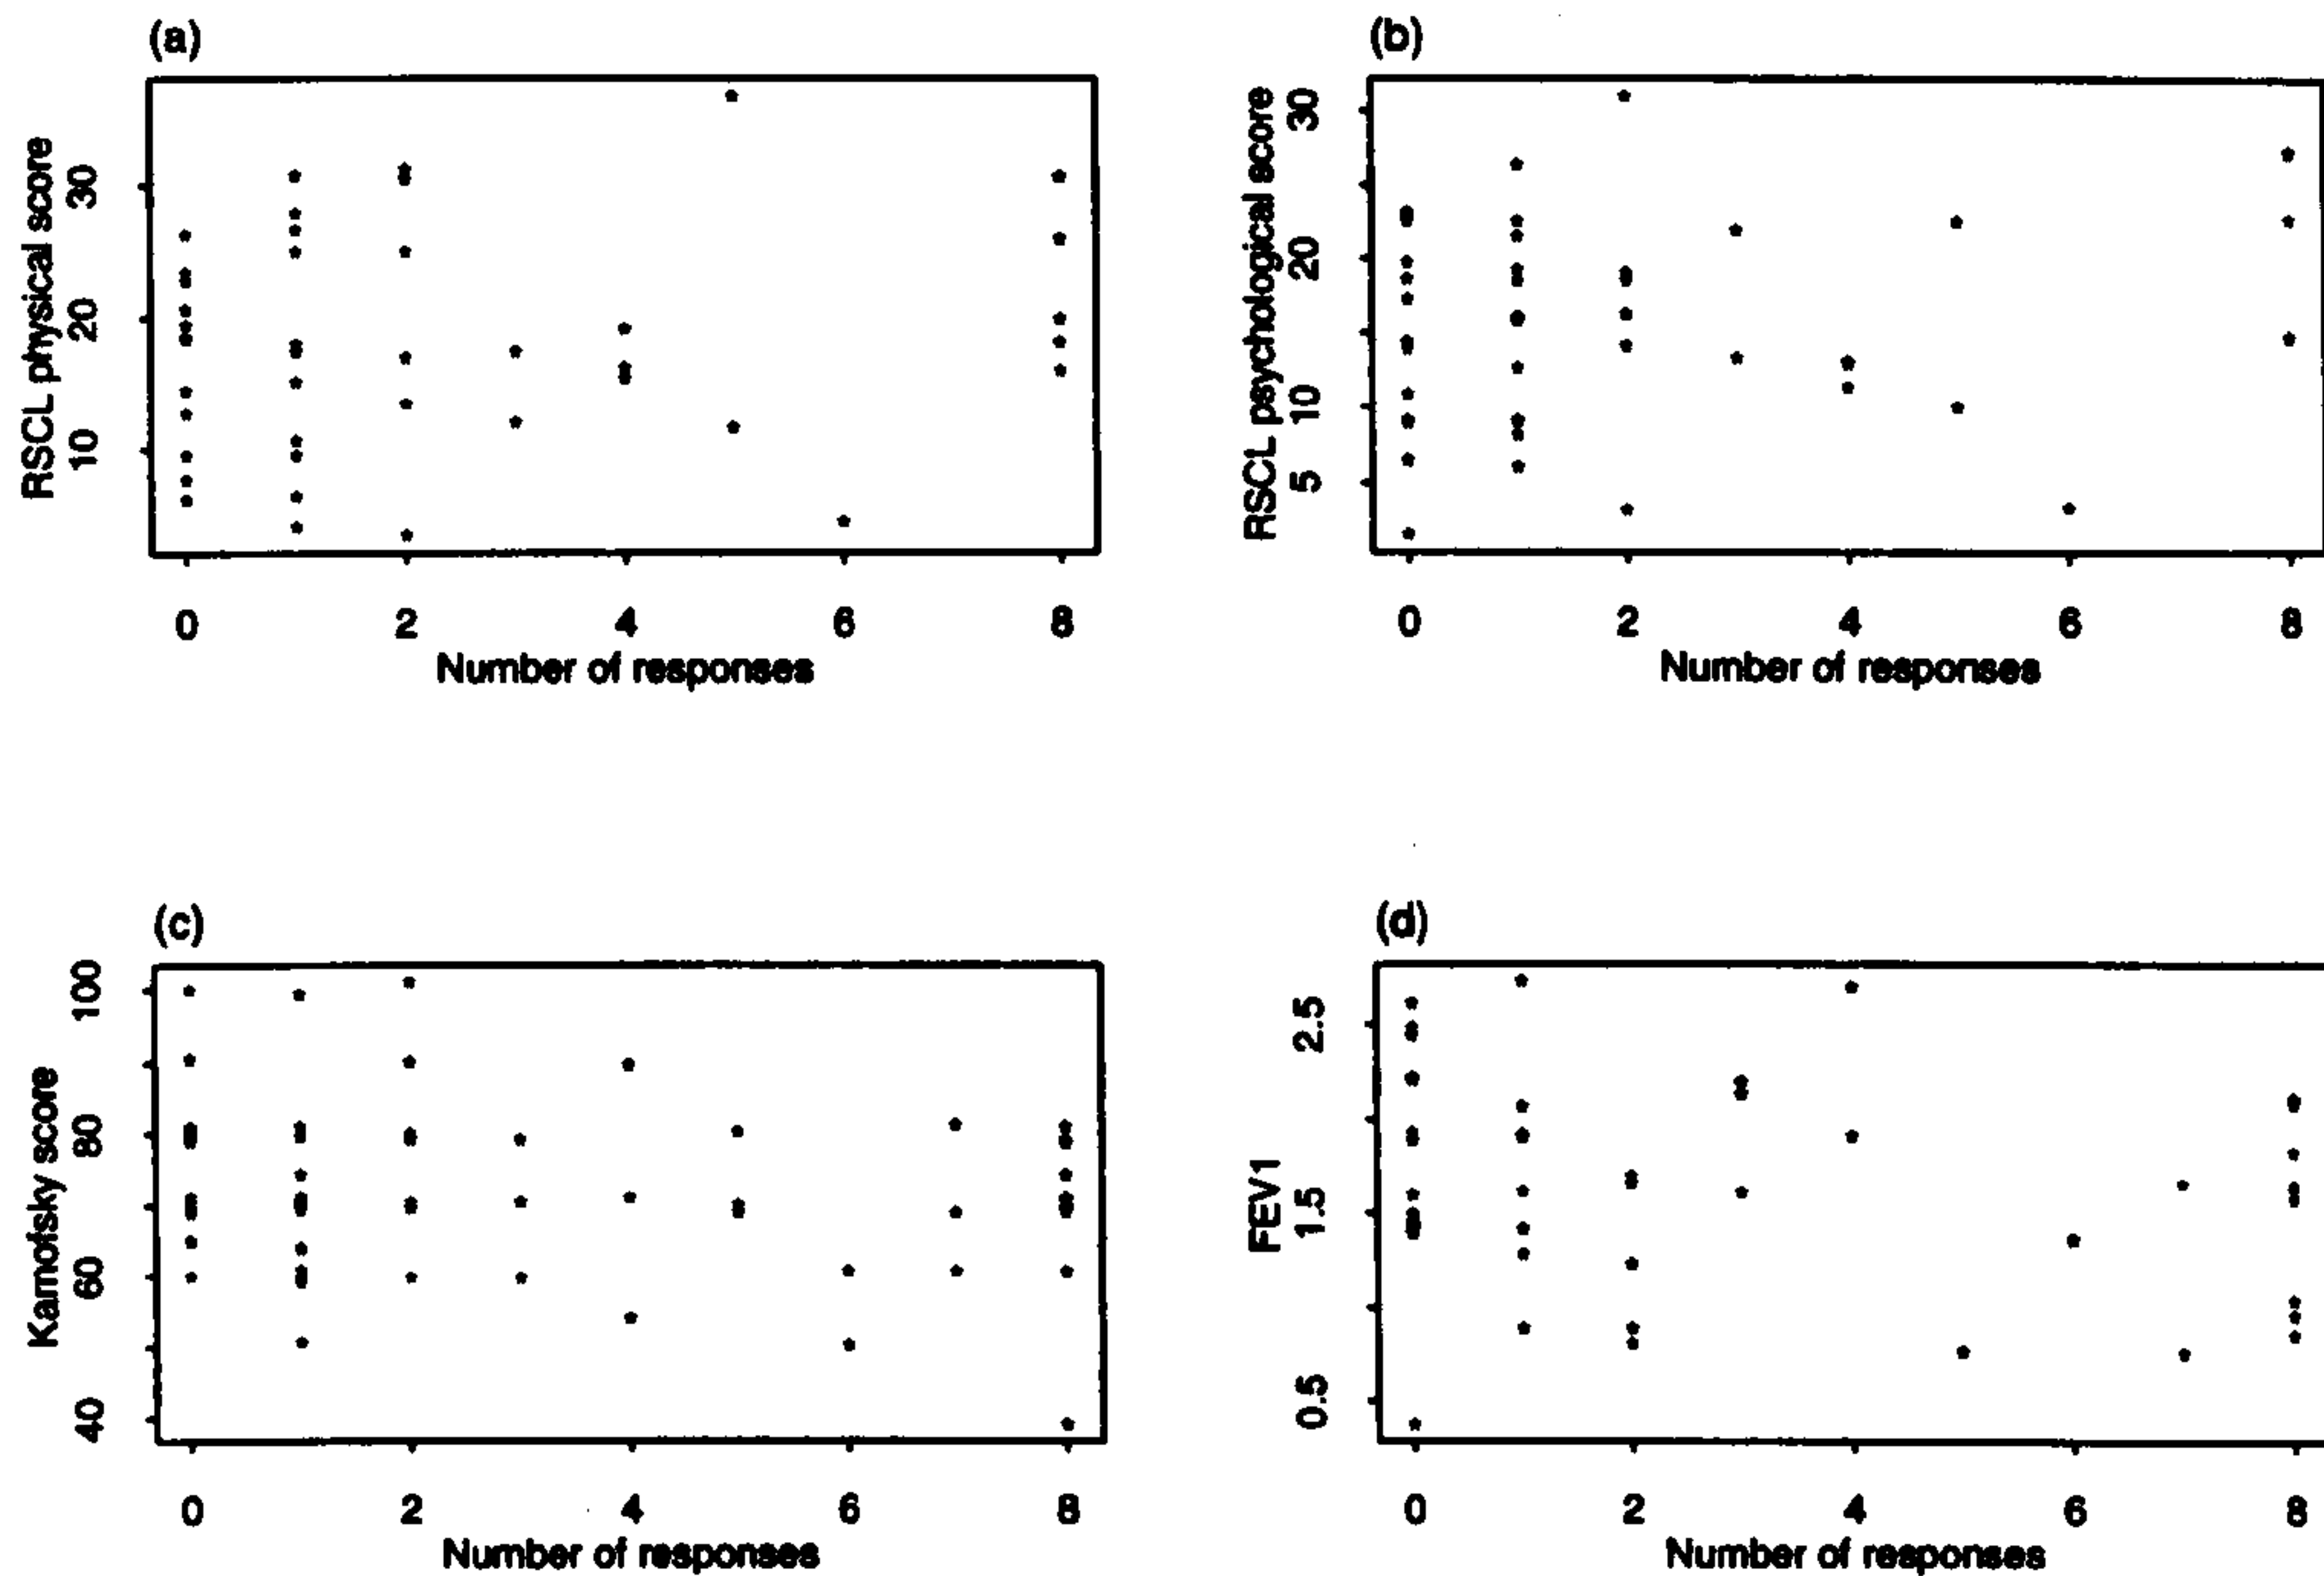 (a)
RSCL physical score
30
20
10
0 2 4 6 8
Number of responses
(b)
RSCL psychological score
30
20
10
5
0 2 4 6 8
Number of responses
(c)
Karnofsky score
100
80
60
40
0 2 4 6 8
Number of responses
(d)
FEV1
2.5
1.5
0.5
0 2 4 6 8
Number of responses